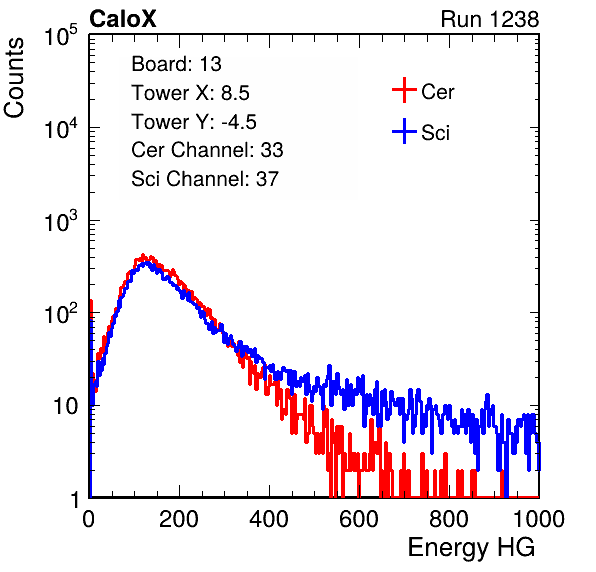 CaloX
Run 1238
Counts
10^5
10^4
10^3
10^2
10
1
Board: 13
Tower X: 8.5
Tower Y: -4.5
Cer Channel: 33
Sci Channel: 37
Cer
Sci
0 200 400 600 800 1000
Energy HG